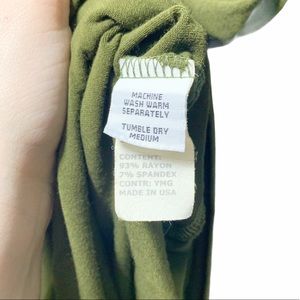 MACHINE
WASH WARM
SEPARATELY
TUMBLE DRY
MEDIUM
CONTENT:
93% RAYON
7% SPANDEX
CONTR: YMG
MADE IN USA